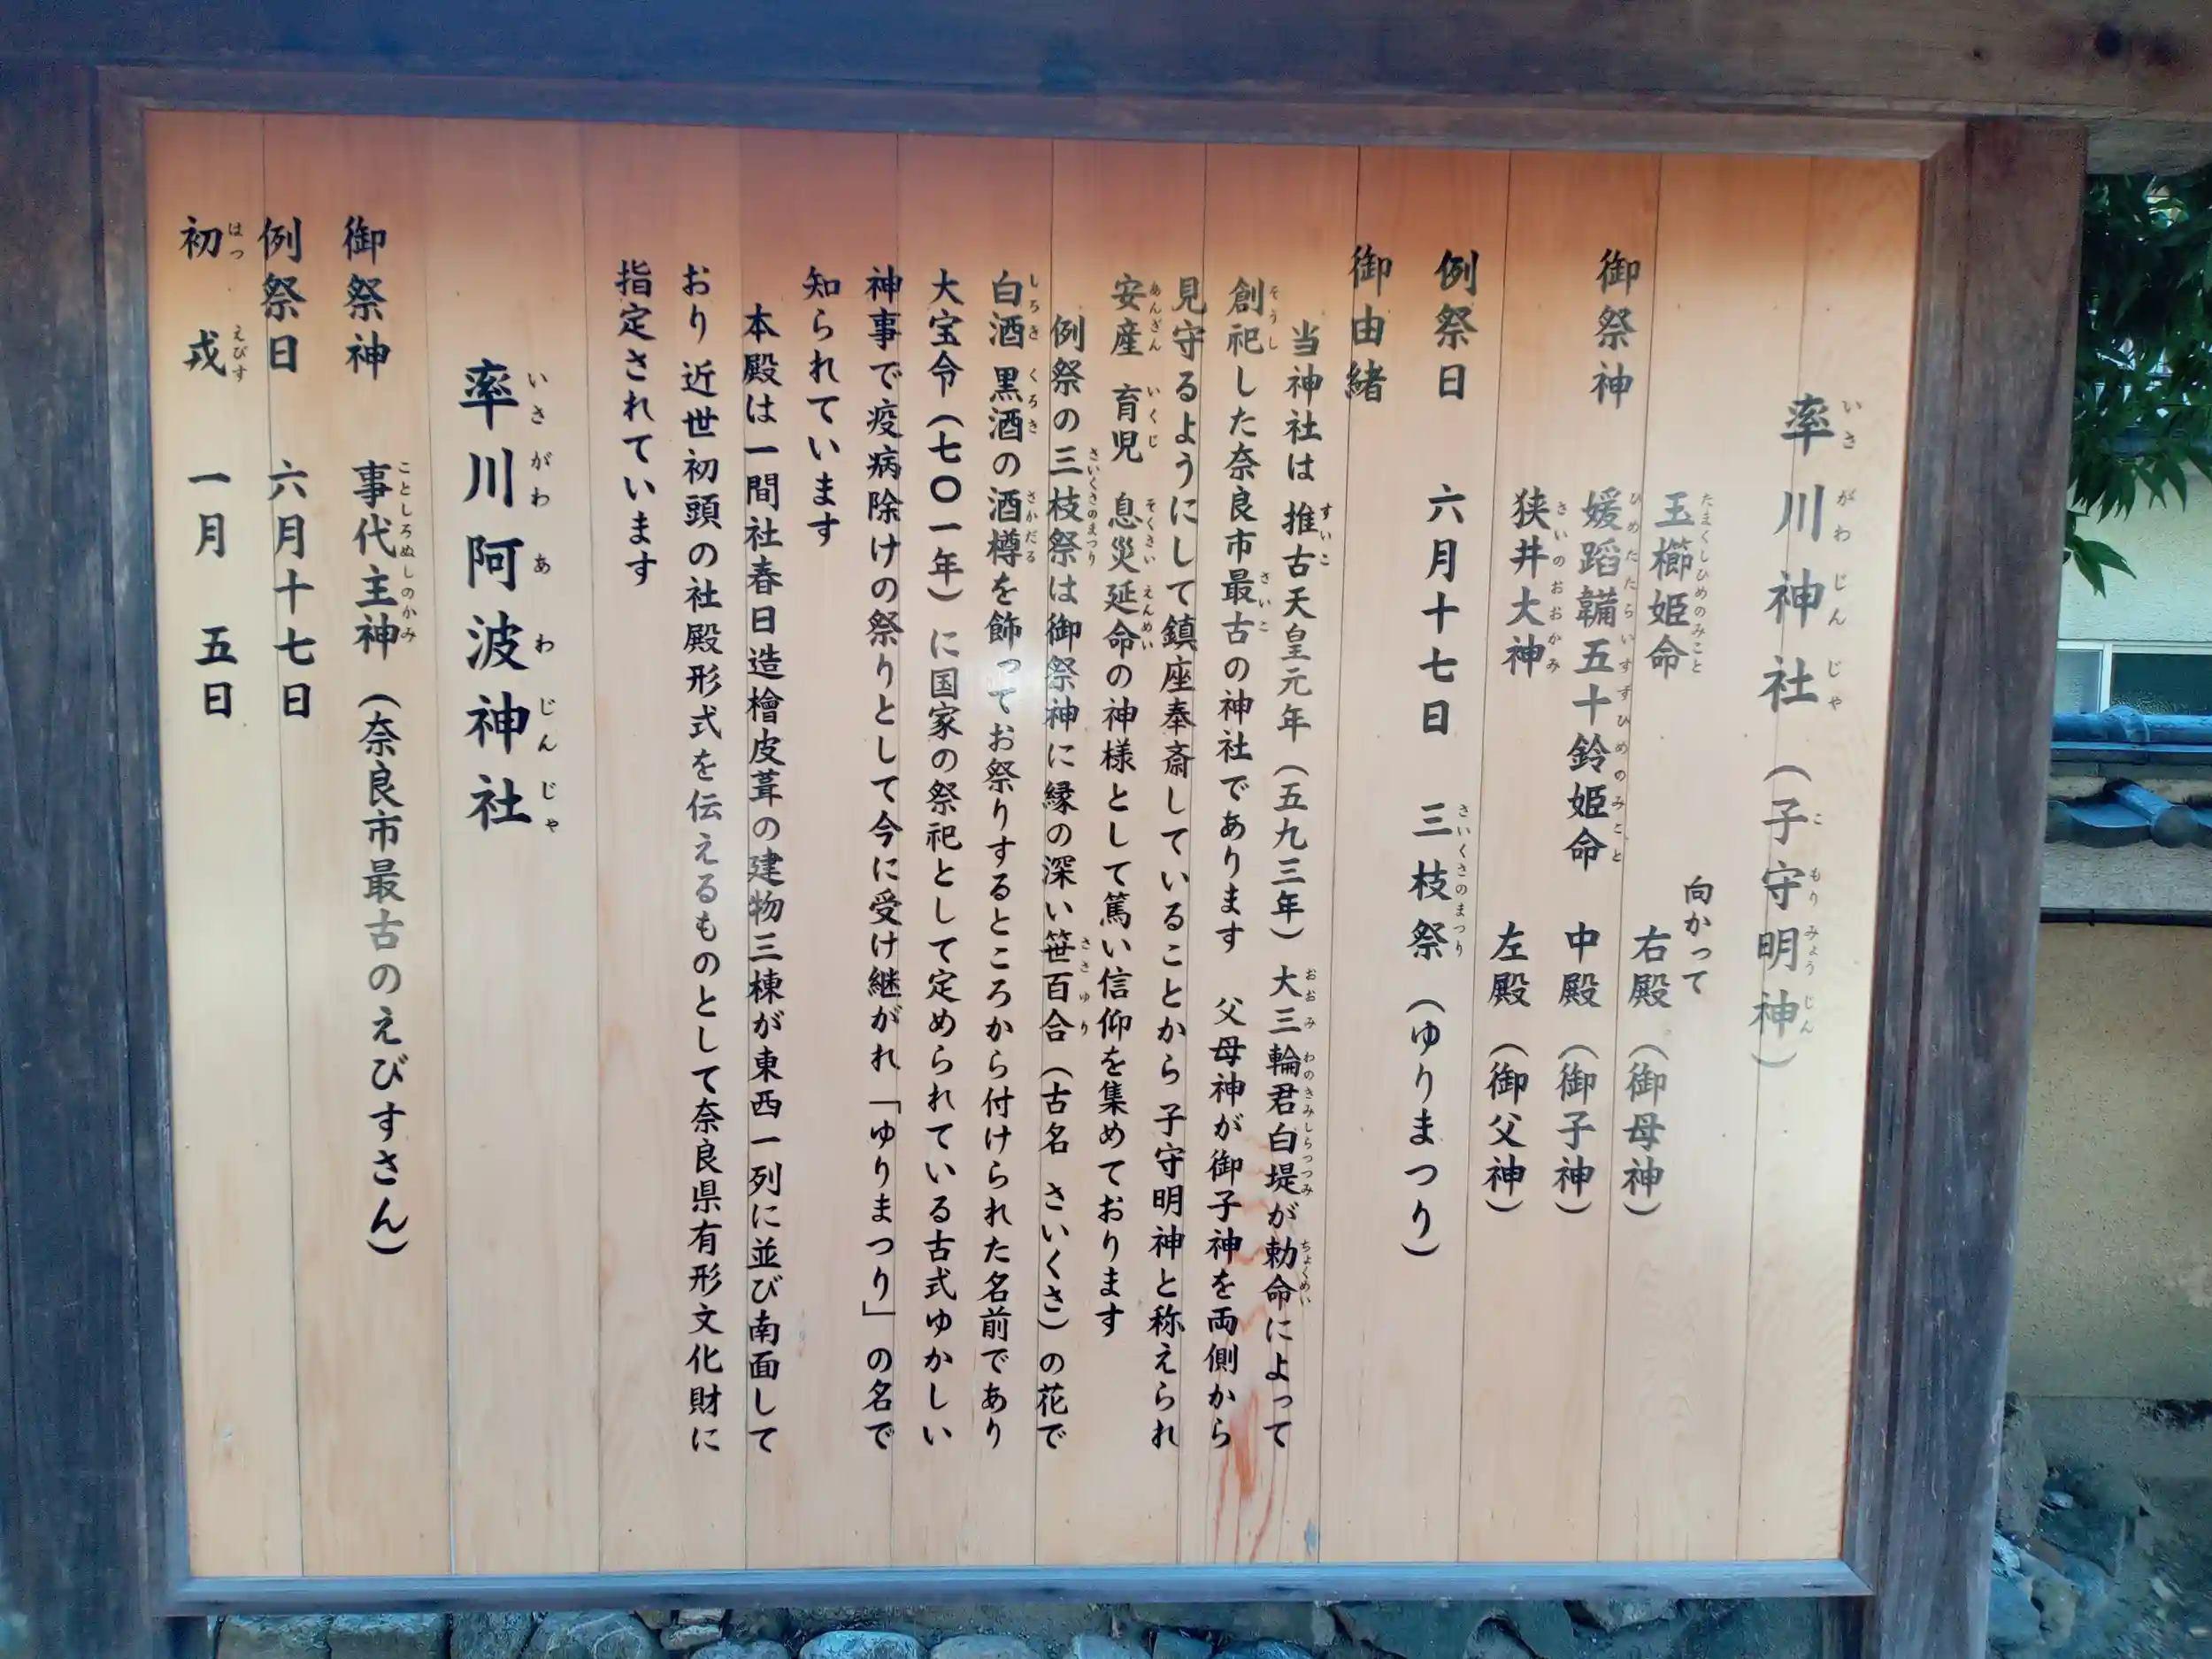 率川神社（子守明神）
向かって
玉櫛姫命 右殿（御母神）
御祭神 媛蹈韛五十鈴姫命 中殿（御子神）
狭井大神 左殿（御父神）
例祭日 六月十七日 三枝祭（ゆりまつり）
御由緒
当神社は 推古天皇元年（五九三年）大三輪君白堤が勅命によって
創祀した奈良市最古の神社であります 父母神が御子神を両側から
見守るようにして鎮座奉斎していることから 子守明神と称えられ
安産 育児 息災延命の神様として篤い信仰を集めております
例祭の三枝祭は御祭神に縁の深い笹百合（古名 さいくさ）の花で
白酒 黒酒の酒樽を飾ってお祭りするところから付けられた名前であり
大宝令（七〇一年）に国家の祭祀として定められている古式ゆかしい
神事で疫病除けの祭りとして今に受け継がれ「ゆりまつり」の名で
知られています
本殿は一間社春日造檜皮葺の建物三棟が東西一列に並び南面して
おり 近世初頭の社殿形式を伝えるものとして奈良県有形文化財に
指定されています
率川阿波神社
御祭神 事代主神（奈良市最古のえびすさん）
例祭日 六月十七日
初戎 一月五日